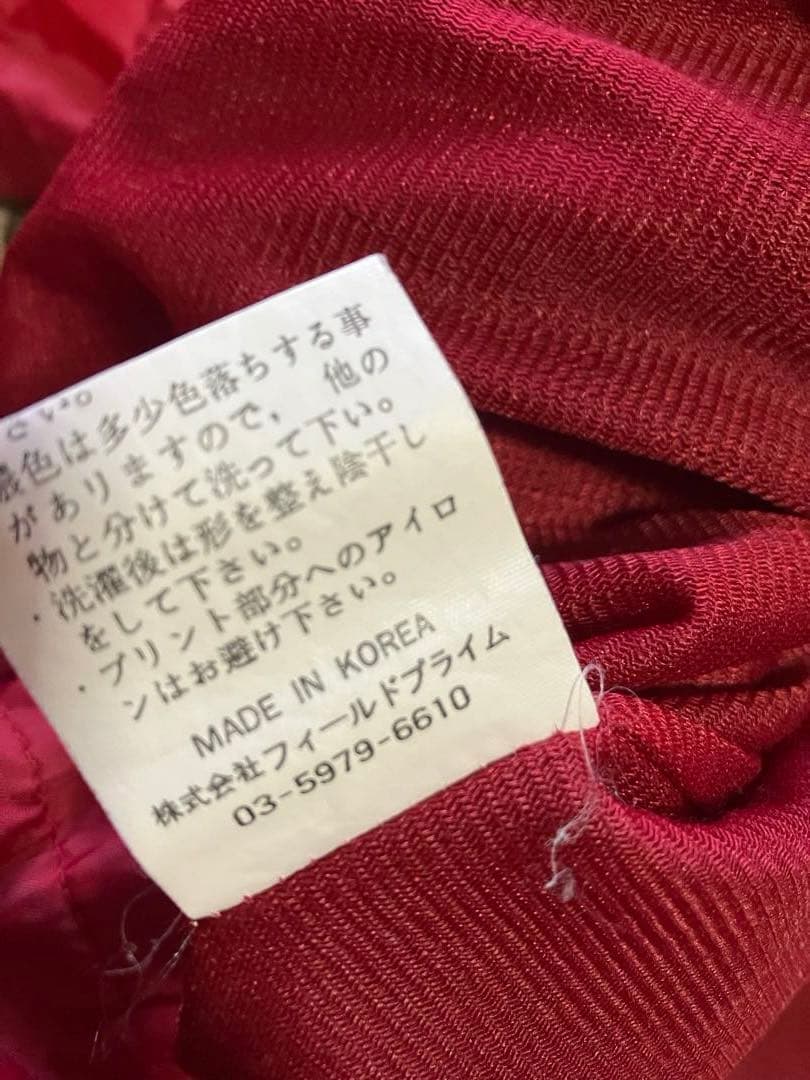 さい。
濃色は多少色落ちする事
がありますので， 他の
物と分けて洗って下い。
・洗濯後は形を整え陰干し
をして下さい。
・プリント部分へのアイロ
ンはお避け下さい。
MADE IN KOREA
株式会社フィールドプライム
03-5979-6610